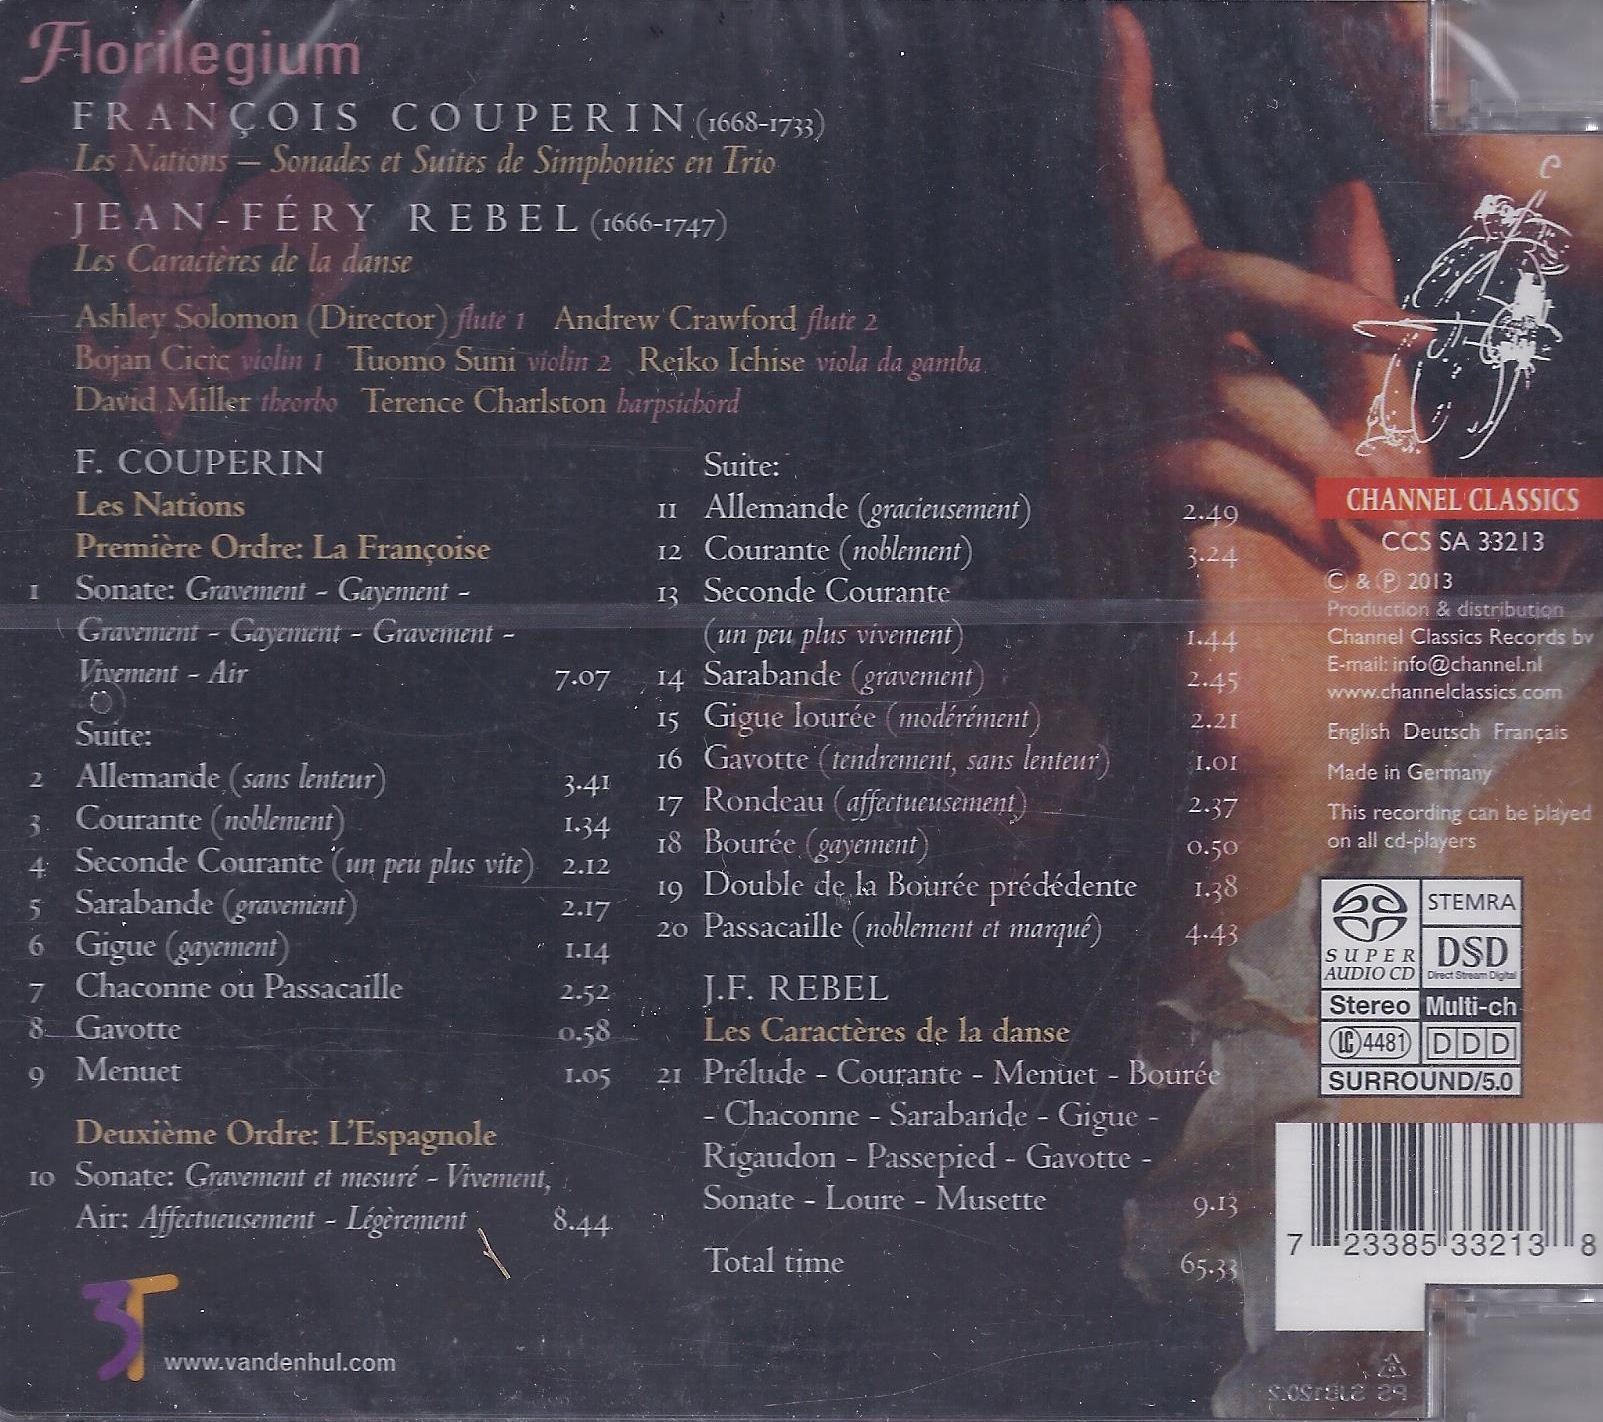 Florilegium
FRANÇOIS COUPERIN (1668-1733)
Les Nations – Sonades et Suites de Simphonies en Trio
JEAN-FÉRY REBEL (1666-1747)
Les Caractères de la danse
Ashley Solomon (Director) flute 1 Andrew Crawford flute 2
Bojan Cicic violin 1 Tuomo Suni violin 2 Reiko Ichise viola da gamba
David Miller theorbo Terence Charlston harpsichord
F. COUPERIN
Les Nations
Première Ordre: La Françoise
1 Sonate: Gravement – Gayement –
Gravement – Gayement – Gravement –
Vivement – Air 7.07
Suite:
2 Allemande (sans lenteur) 3.41
3 Courante (noblement) 1.34
4 Seconde Courante (un peu plus vite) 2.12
5 Sarabande (gravement) 2.17
6 Gigue (gayement) 1.14
7 Chaconne ou Passacaille 2.52
8 Gavotte 0.58
9 Menuet 1.05
Deuxième Ordre: L'Espagnole
10 Sonate: Gravement et mesuré – Vivement,
Air: Affectueusement – Légèrement 8.44
www.vandenhul.com
Suite:
11 Allemande (gracieusement) 2.49
12 Courante (noblement) 3.24
13 Seconde Courante
(un peu plus vivement) 1.44
14 Sarabande (gravement) 2.45
15 Gigue lourée (modérément) 2.21
16 Gavotte (tendrement, sans lenteur) 1.01
17 Rondeau (affectueusement) 2.37
18 Bourée (gayement) 0.50
19 Double de la Bourée prédédente 1.38
20 Passacaille (noblement et marqué) 4.43
J.F. REBEL
Les Caractères de la danse
21 Prélude – Courante – Menuet – Bourée
– Chaconne – Sarabande – Gigue –
Rigaudon – Passepied – Gavotte –
Sonate – Loure – Musette 9.13
Total time 65.33
CHANNEL CLASSICS
CCS SA 33213
© & ℗ 2013
Production & distribution
Channel Classics Records bv
E-mail: info@channel.nl
www.channelclassics.com
English Deutsch Français
Made in Germany
This recording can be played
on all cd-players
SUPER AUDIO CD
STEMRA
DSD
Direct Stream Digital
Stereo Multi-ch
LC 4481 DDD
SURROUND/5.0
7 23385 33213 8